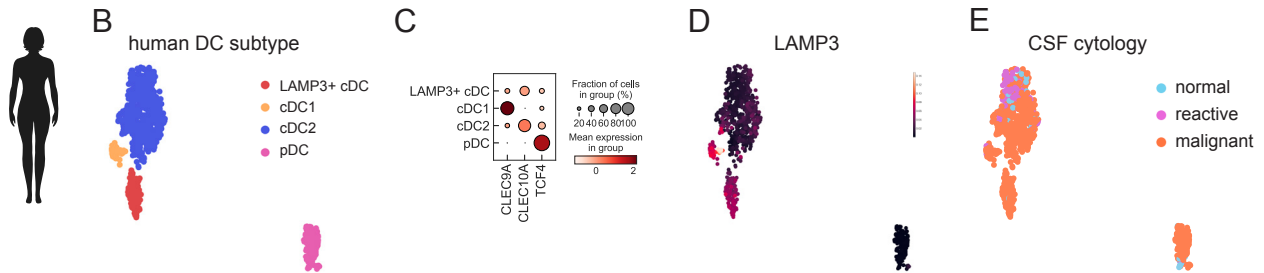 B
human DC subtype
LAMP3+ cDC
cDC1
cDC2
pDC
C
LAMP3+ cDC
cDC1
cDC2
pDC
CLEC9A
CLEC10A
TCF4
Fraction of cells
in group (%)
20 40 60 80100
Mean expression
in group
0 2
D
LAMP3
E
CSF cytology
normal
reactive
malignant